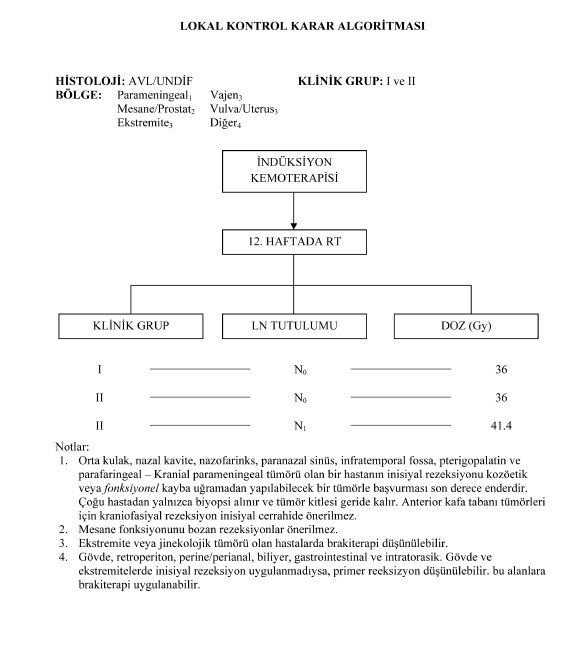 LOKAL KONTROL KARAR ALGORİTMASI
HİSTOLOJİ: AVL/UNDİF KLİNİK GRUP: I ve II
BÖLGE: Parameningeal₁ Vajen₃
Mesane/Prostat₂ Vulva/Uterus₃
Ekstremite₃ Diğer₄
İNDÜKSİYON
KEMOTERAPİSİ
12. HAFTADA RT
KLİNİK GRUP LN TUTULUMU DOZ (Gy)
I N₀ 36
II N₀ 36
II N₁ 41.4
Notlar:
1. Orta kulak, nazal kavite, nazofarinks, paranazal sinüs, infratemporal fossa, pterigopalatin ve
parafaringeal – Kranial parameningeal tümörü olan bir hastanın inisiyal rezeksiyonu kozöetik
veya fonksiyonel kayba uğramadan yapılabilecek bir tümörle başvurması son derece enderdir.
Çoğu hastadan yalnızca biyopsi alınır ve tümör kitlesi geride kalır. Anterior kafa tabanı tümörleri
için kraniofasiyal rezeksiyon inisiyal cerrahide önerilmez.
2. Mesane fonksiyonunu bozan rezeksiyonlar önerilmez.
3. Ekstremite veya jinekolojik tümörü olan hastalarda brakiterapi düşünülebilir.
4. Gövde, retroperiton, perine/perianal, biliyer, gastrointestinal ve intratorasik. Gövde ve
ekstremitelerde inisiyal rezeksiyon uygulanmadıysa, primer reeksizyon düşünülebilir. bu alanlara
brakiterapi uygulanabilir.